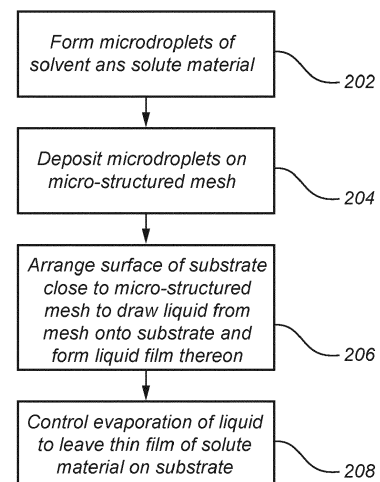 Form microdroplets of
solvent ans solute material
202
Deposit microdroplets on
micro-structured mesh
204
Arrange surface of substrate
close to micro-structured
mesh to draw liquid from
mesh onto substrate and
form liquid film thereon
206
Control evaporation of liquid
to leave thin film of solute
material on substrate
208